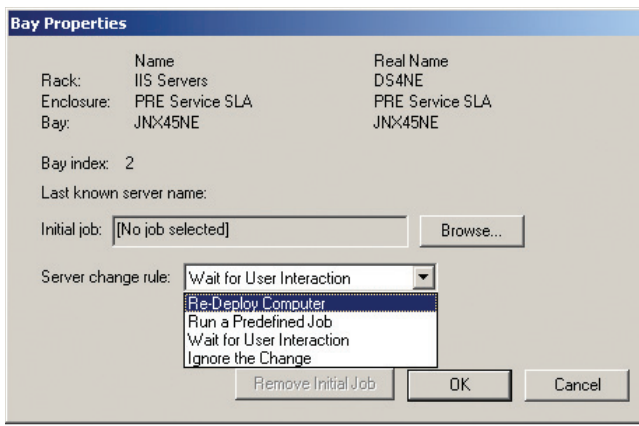 Bay Properties
Name Real Name
Rack: IIS Servers DS4NE
Enclosure: PRE Service SLA PRE Service SLA
Bay: JNX45NE JNX45NE
Bay index: 2
Last known server name:
Initial job: [No job selected] Browse...
Server change rule: Wait for User Interaction
Re-Deploy Computer
Run a Predefined Job
Wait for User Interaction
Ignore the Change
Remove Initial Job OK Cancel